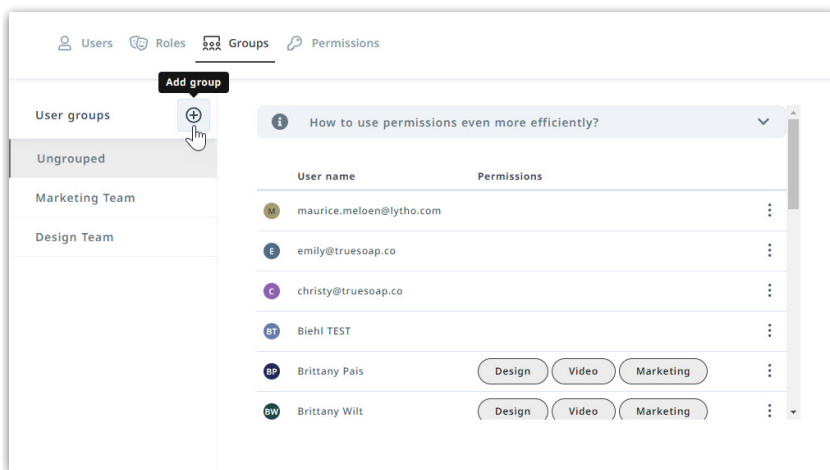 Users Roles Groups Permissions
Add group
User groups
Ungrouped
Marketing Team
Design Team
How to use permissions even more efficiently?
User name Permissions
M maurice.meloen@lytho.com
E emily@truesoap.co
C christy@truesoap.co
BT Biehl TEST
BP Brittany Pais Design Video Marketing
BW Brittany Wilt Design Video Marketing